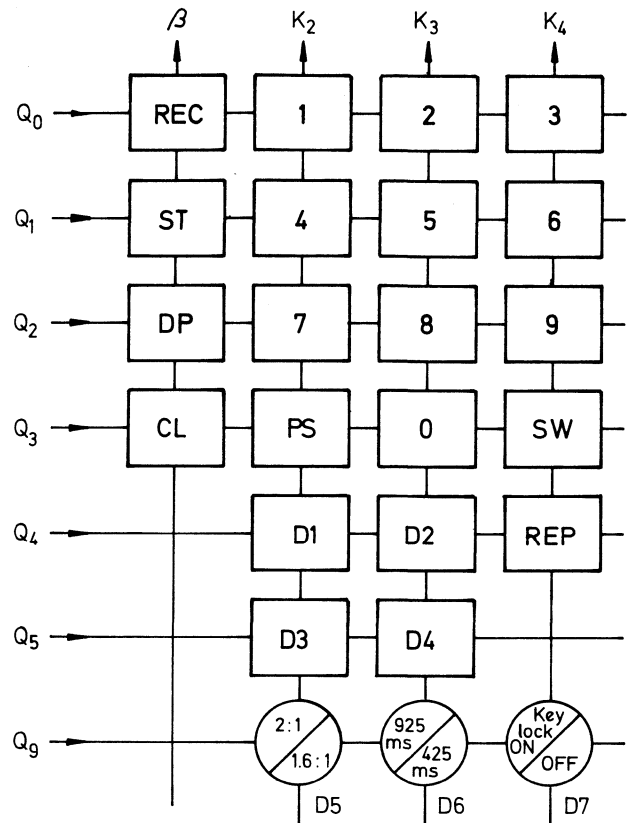 β K₂ K₃ K₄
Q₀ REC 1 2 3
Q₁ ST 4 5 6
Q₂ DP 7 8 9
Q₃ CL PS 0 SW
Q₄ D1 D2 REP
Q₅ D3 D4
Q₉ 2:1 1.6:1 925 ms 425 ms Key lock ON OFF
D5 D6 D7